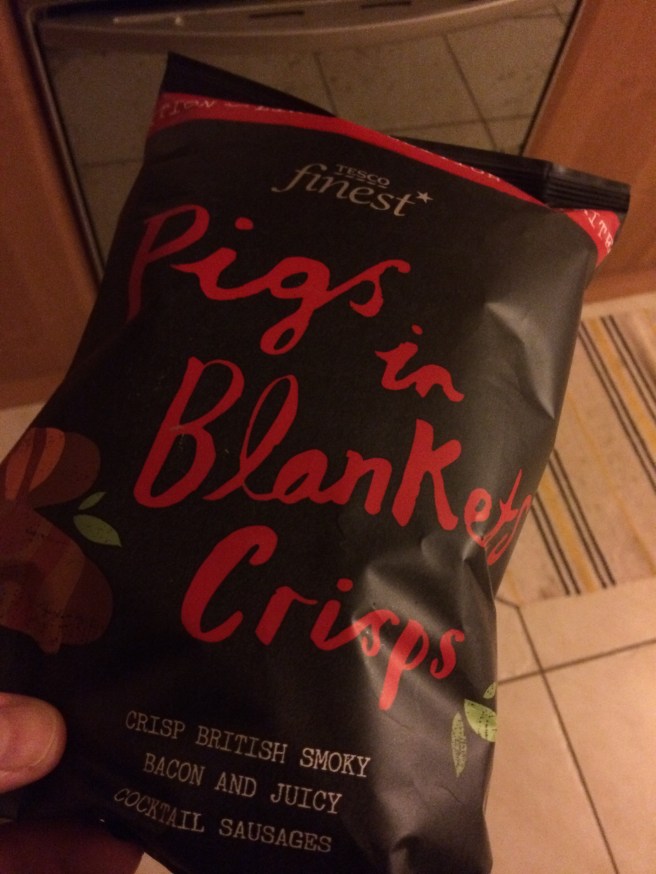 TESCO
finest*
Pigs
in
Blankets
Crisps
CRISP BRITISH SMOKY
BACON AND JUICY
COCKTAIL SAUSAGES